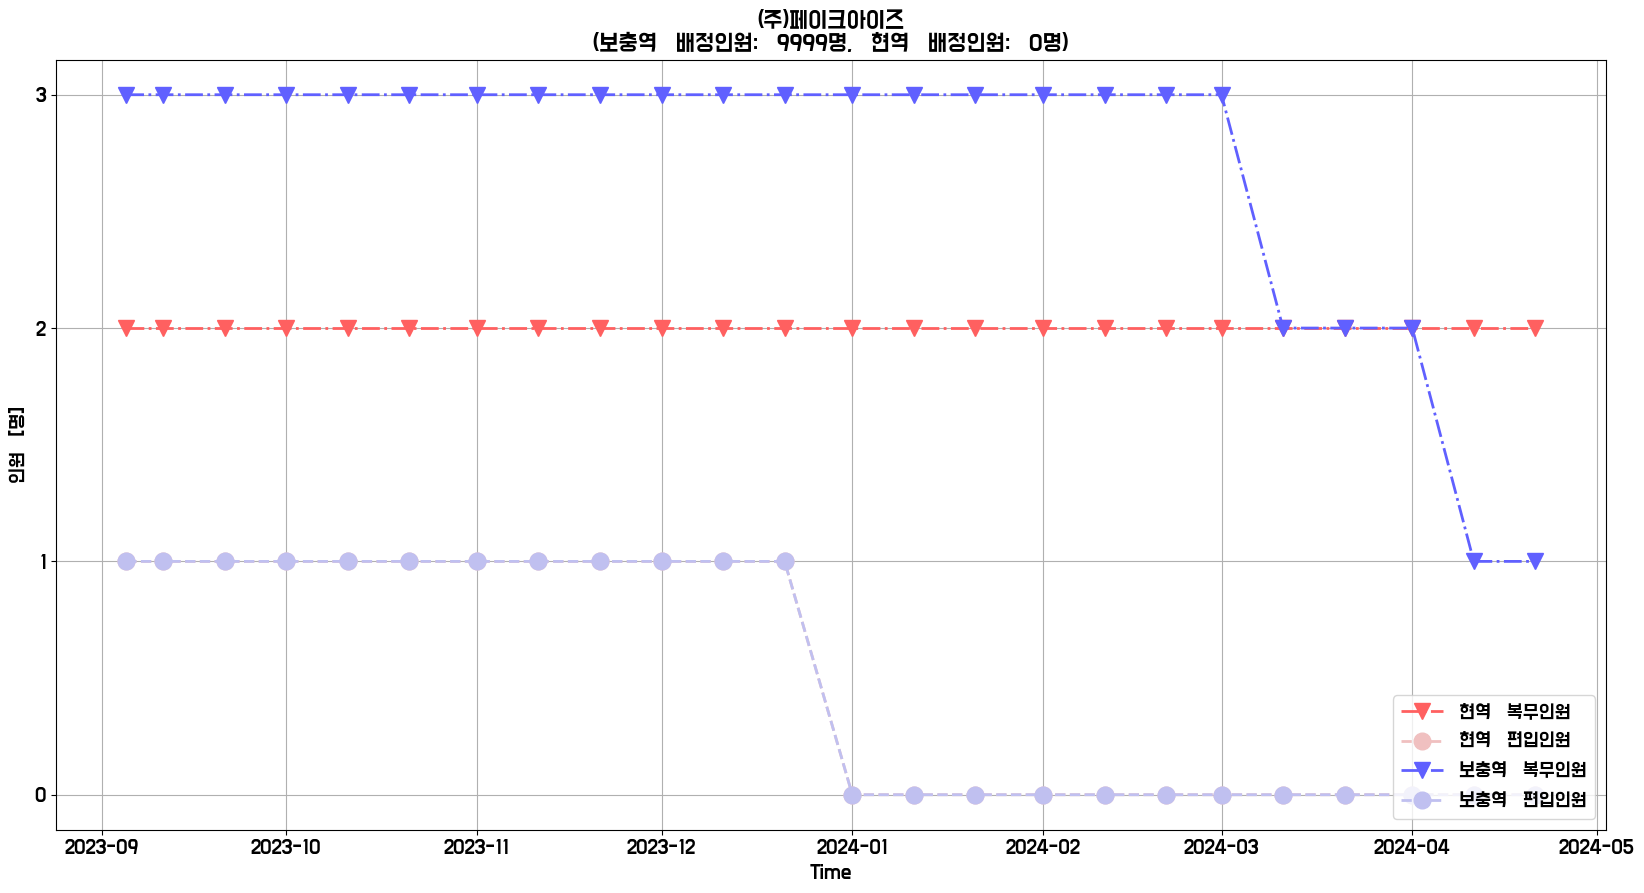 (주)페이크아이즈
(보충역 배정인원: 9999명, 현역 배정인원: 0명)
인원 [명]
3
2
1
0
2023-09 2023-10 2023-11 2023-12 2024-01 2024-02 2024-03 2024-04 2024-05
Time
현역 복무인원
현역 편입인원
보충역 복무인원
보충역 편입인원